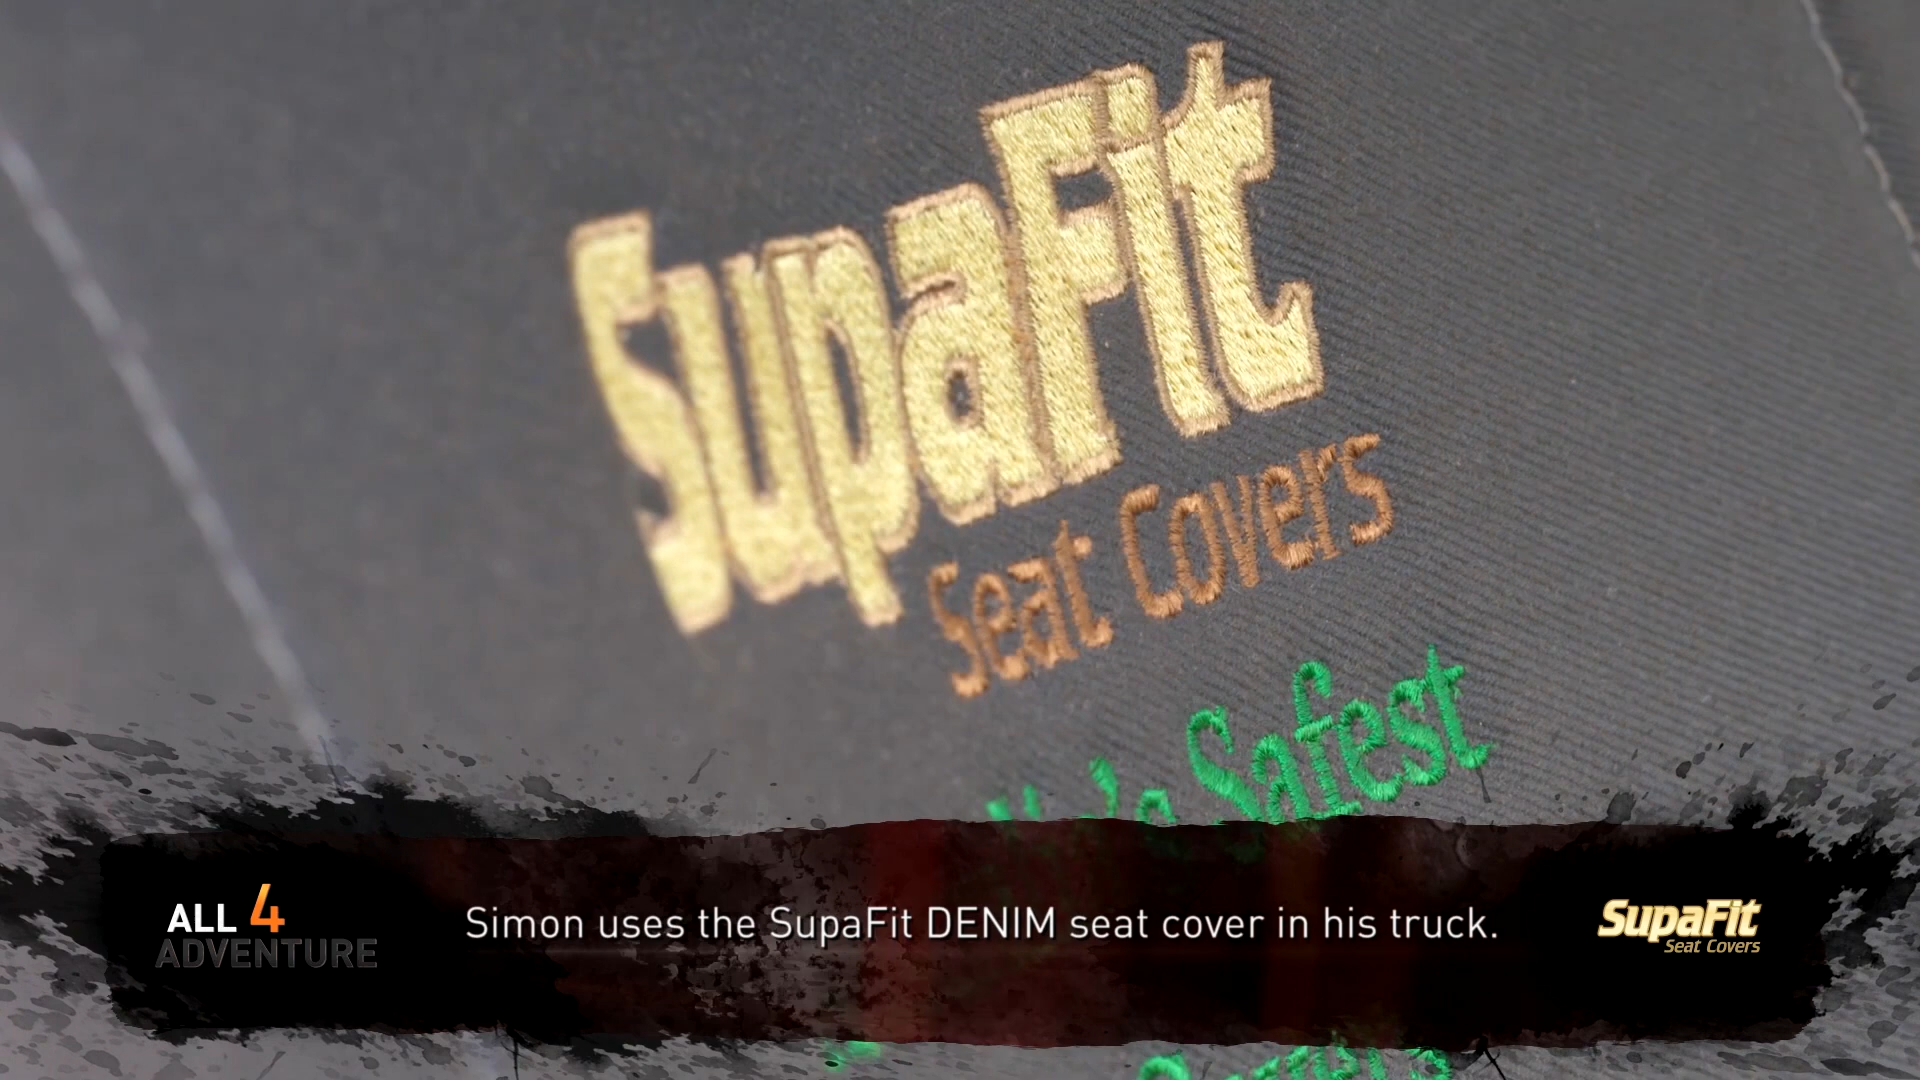 SupaFit
Seat Covers
Safest
ALL 4
ADVENTURE
Simon uses the SupaFit DENIM seat cover in his truck.
SupaFit
Seat Covers